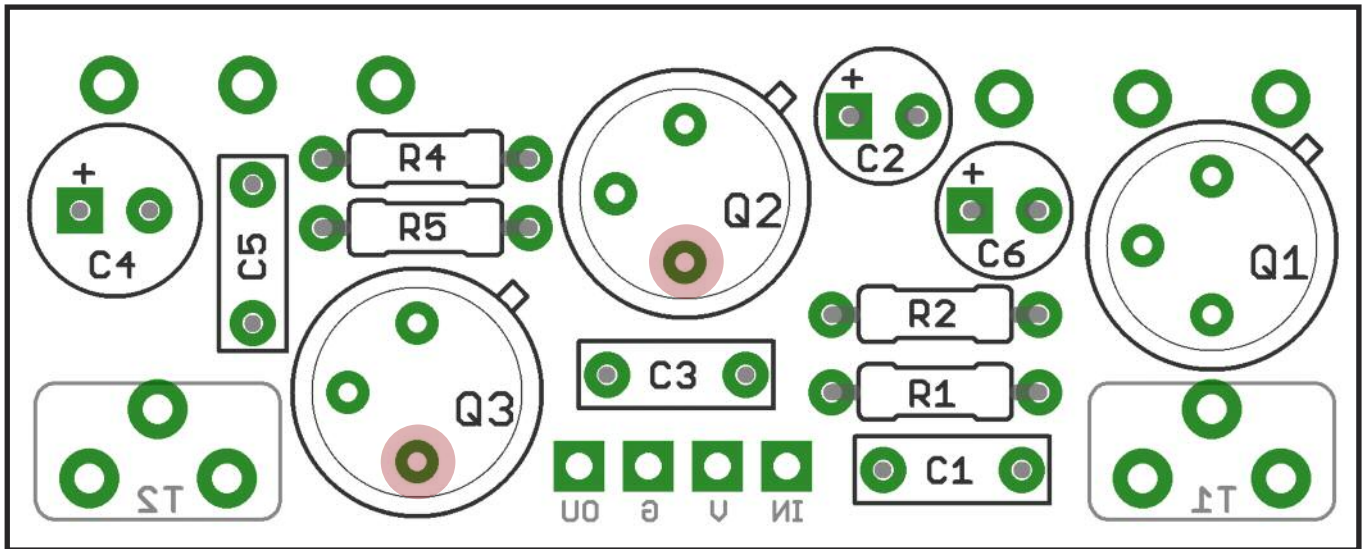 +
R4
+
C2
+
+
C4
C5
R5
Q2
C6
Q1
R2
C3
R1
Q3
C1
T2
OU
G
V
IN
T1